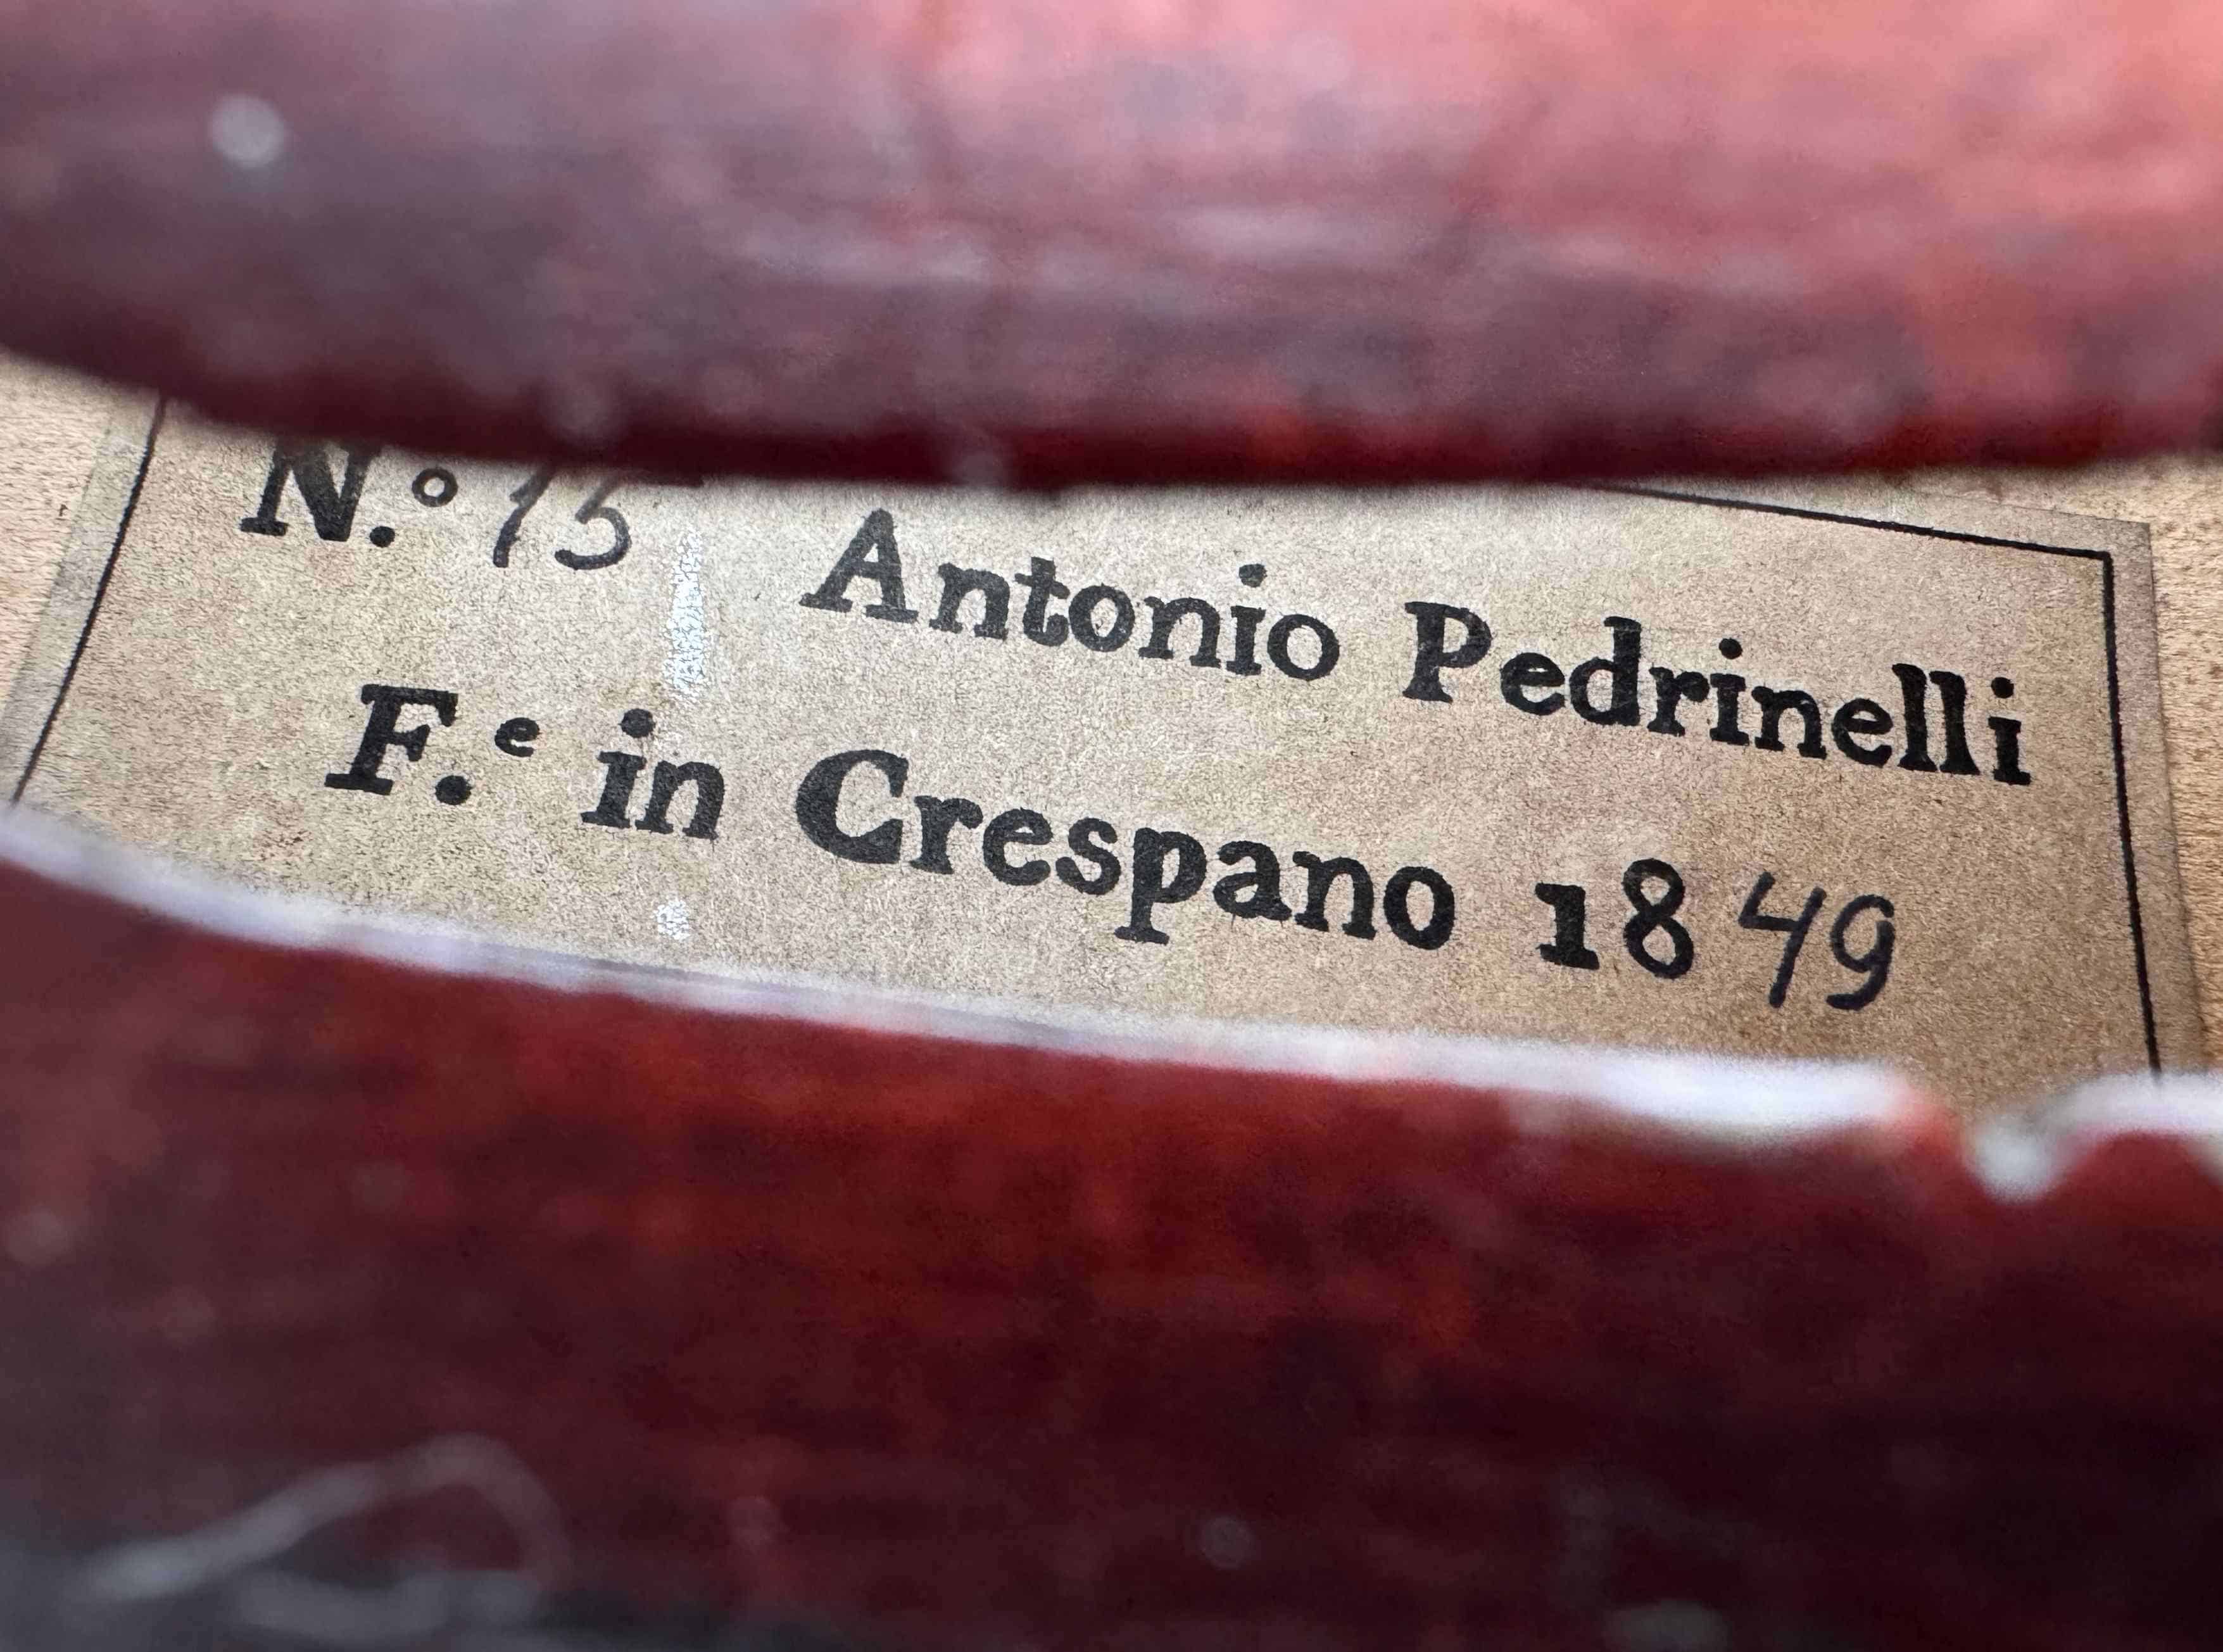 N.º 15 Antonio Pedrinelli
F.e in Crespano 1849